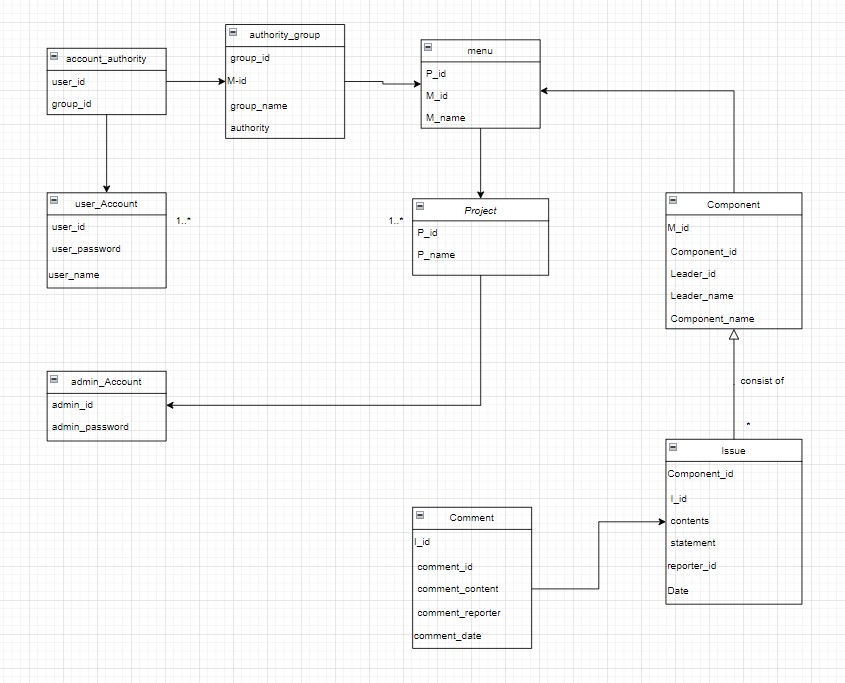 account_authority
user_id
group_id
authority_group
group_id
M-id
group_name
authority
menu
P_id
M_id
M_name
user_Account
user_id
user_password
user_name
1..*
1..*
Project
P_id
P_name
Component
M_id
Component_id
Leader_id
Leader_name
Component_name
admin_Account
admin_id
admin_password
consist of
*
Issue
Component_id
I_id
contents
statement
reporter_id
Date
Comment
I_id
comment_id
comment_content
comment_reporter
comment_date